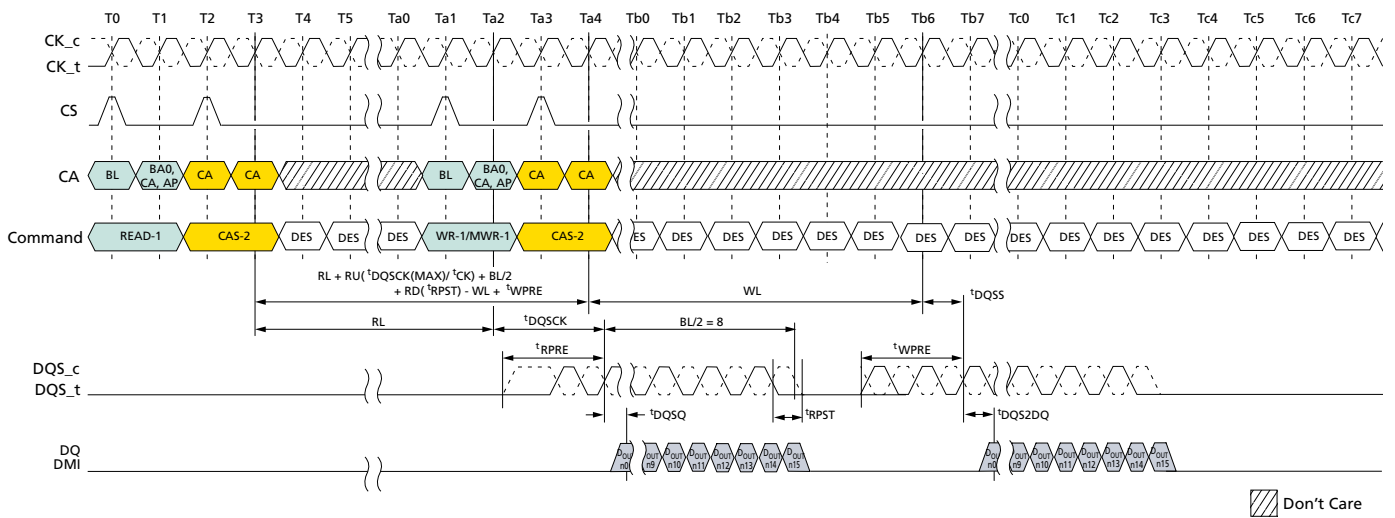 T0 T1 T2 T3 T4 T5 Ta0 Ta1 Ta2 Ta3 Ta4 Tb0 Tb1 Tb2 Tb3 Tb4 Tb5 Tb6 Tb7 Tc0 Tc1 Tc2 Tc3 Tc4 Tc5 Tc6 Tc7
CK_c
CK_t
CS
CA BL BA0, CA, AP CA CA BL BA0, CA, AP CA CA
Command READ-1 CAS-2 DES DES DES WR-1/MWR-1 CAS-2 ES DES DES DES DES DES DES DES DES DES DES DES DES DES DES DES
RL + RU(tDQSCK(MAX)/tCK) + BL/2
+ RD(tRPST) - WL + tWPRE
WL
tDQSS
RL
tDQSCK
BL/2 = 8
tRPRE
tWPRE
DQS_c
DQS_t
tDQSQ
tRPST
tDQS2DQ
DQ
DMI
DOUT n0 OUT n9 DOUT n10 DOUT n11 DOUT n12 DOUT n13 DOUT n14 DOUT n15
DOUT n0 OUT n9 DOUT n10 DOUT n11 DOUT n12 DOUT n13 DOUT n14 DOUT n15
Don't Care